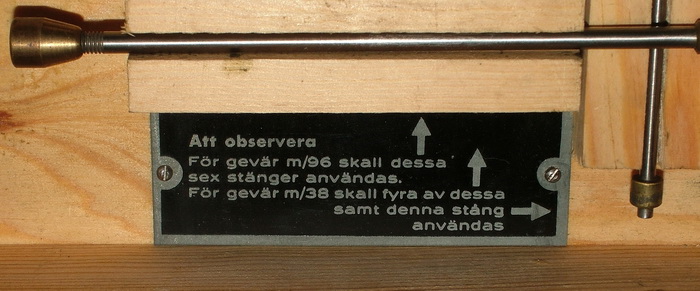 Att observera
För gevär m/96 skall dessa
sex stänger användas.
För gevär m/38 skall fyra av dessa
samt denna stång
användas